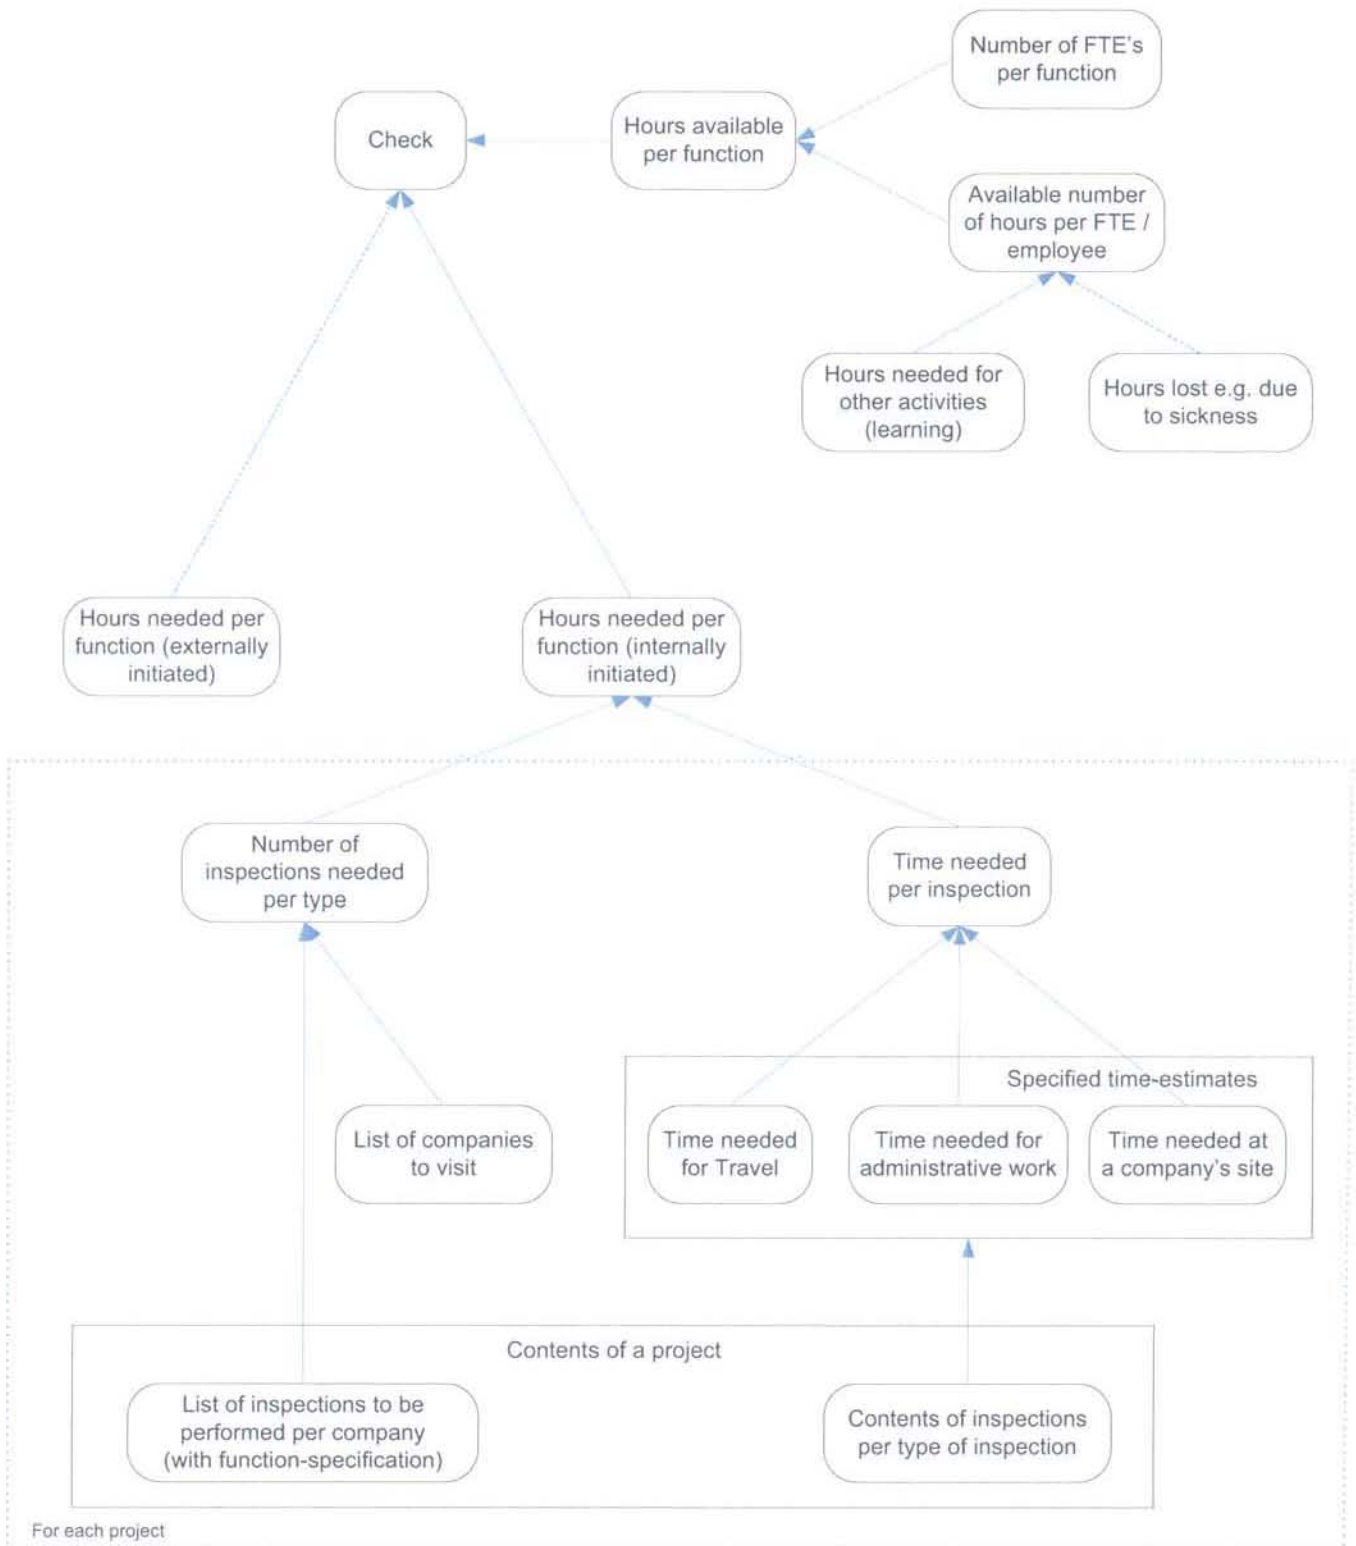 Number of FTE's
per function
Check
Hours available
per function
Available number
of hours per FTE /
employee
Hours needed for
other activities
(learning)
Hours lost e.g. due
to sickness
Hours needed per
function (externally
initiated)
Hours needed per
function (internally
initiated)
Number of
inspections needed
per type
Time needed
per inspection
Specified time-estimates
List of companies
to visit
Time needed
for Travel
Time needed for
administrative work
Time needed at
a company's site
Contents of a project
List of inspections to be
performed per company
(with function-specification)
Contents of inspections
per type of inspection
For each project